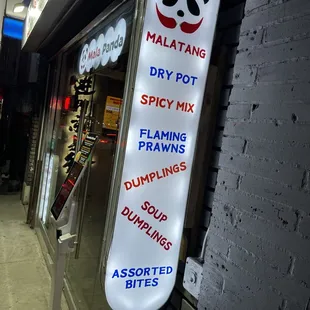 Mala Panda
MALATANG
DRY POT
SPICY MIX
FLAMING
PRAWNS
DUMPLINGS
SOUP
DUMPLINGS
ASSORTED
BITES